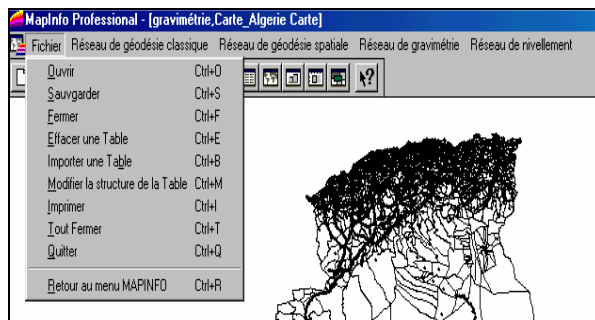 MapInfo Professional - [gravimétrie,Carte_Algerie Carte]
Fichier Réseau de géodésie classique Réseau de géodésie spatiale Réseau de gravimétrie Réseau de nivellement
Ouvrir Ctrl+O
Sauvgarder Ctrl+S
Fermer Ctrl+F
Effacer une Table Ctrl+E
Importer une Table Ctrl+B
Modifier la structure de la Table Ctrl+M
Imprimer Ctrl+I
Tout Fermer Ctrl+T
Quitter Ctrl+Q
Retour au menu MAPINFO Ctrl+R